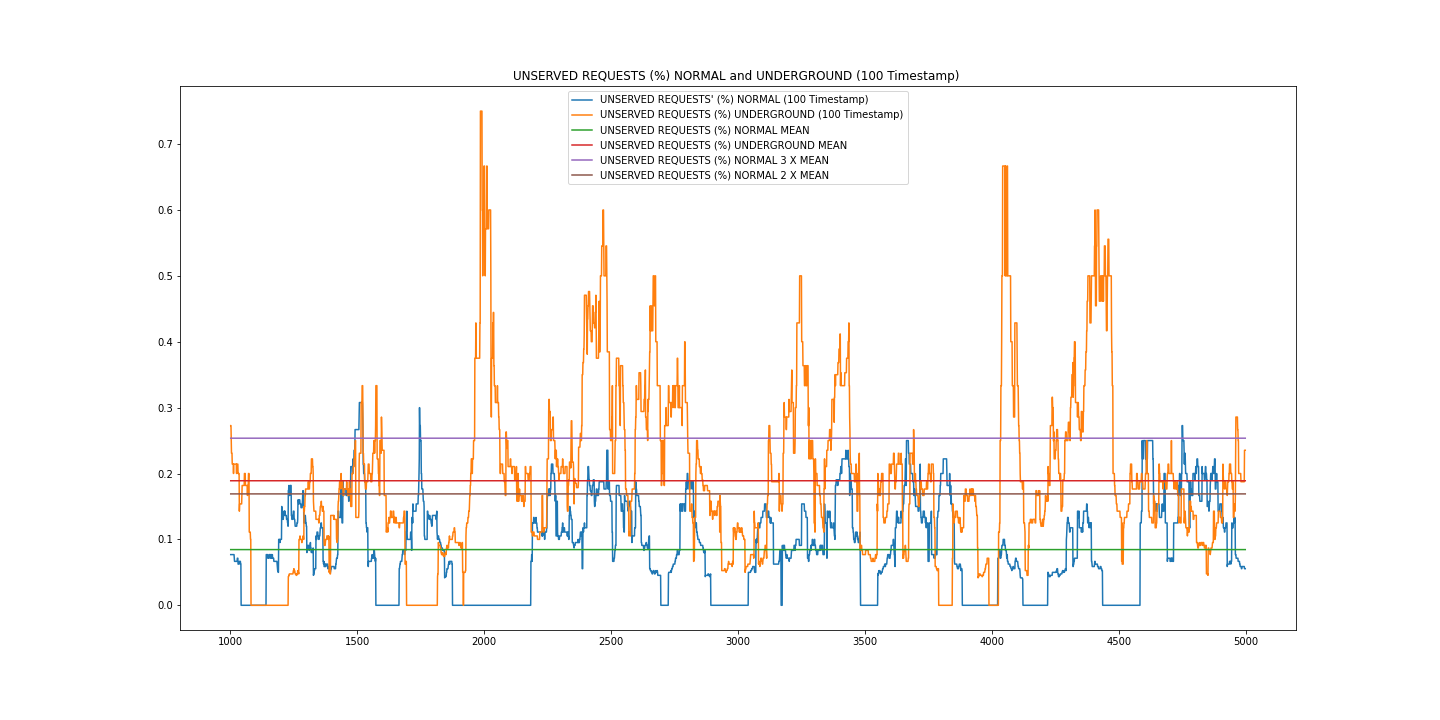 UNSERVED REQUESTS (%) NORMAL and UNDERGROUND (100 Timestamp)
UNSERVED REQUESTS' (%) NORMAL (100 Timestamp)
UNSERVED REQUESTS (%) UNDERGROUND (100 Timestamp)
UNSERVED REQUESTS (%) NORMAL MEAN
UNSERVED REQUESTS (%) UNDERGROUND MEAN
UNSERVED REQUESTS (%) NORMAL 3 X MEAN
UNSERVED REQUESTS (%) NORMAL 2 X MEAN
0.7
0.6
0.5
0.4
0.3
0.2
0.1
0.0
1000 1500 2000 2500 3000 3500 4000 4500 5000